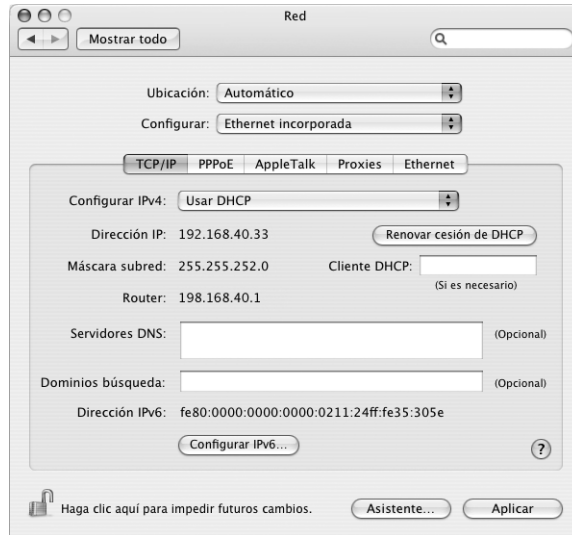 Red
Mostrar todo
Ubicación: Automático
Configurar: Ethernet incorporada
TCP/IP PPPoE AppleTalk Proxies Ethernet
Configurar IPv4: Usar DHCP
Dirección IP: 192.168.40.33 Renovar cesión de DHCP
Máscara subred: 255.255.252.0 Cliente DHCP:
(Si es necesario)
Router: 198.168.40.1
Servidores DNS: (Opcional)
Dominios búsqueda: (Opcional)
Dirección IPv6: fe80:0000:0000:0000:0211:24ff:fe35:305e
Configurar IPv6... ?
Haga clic aquí para impedir futuros cambios. Asistente... Aplicar